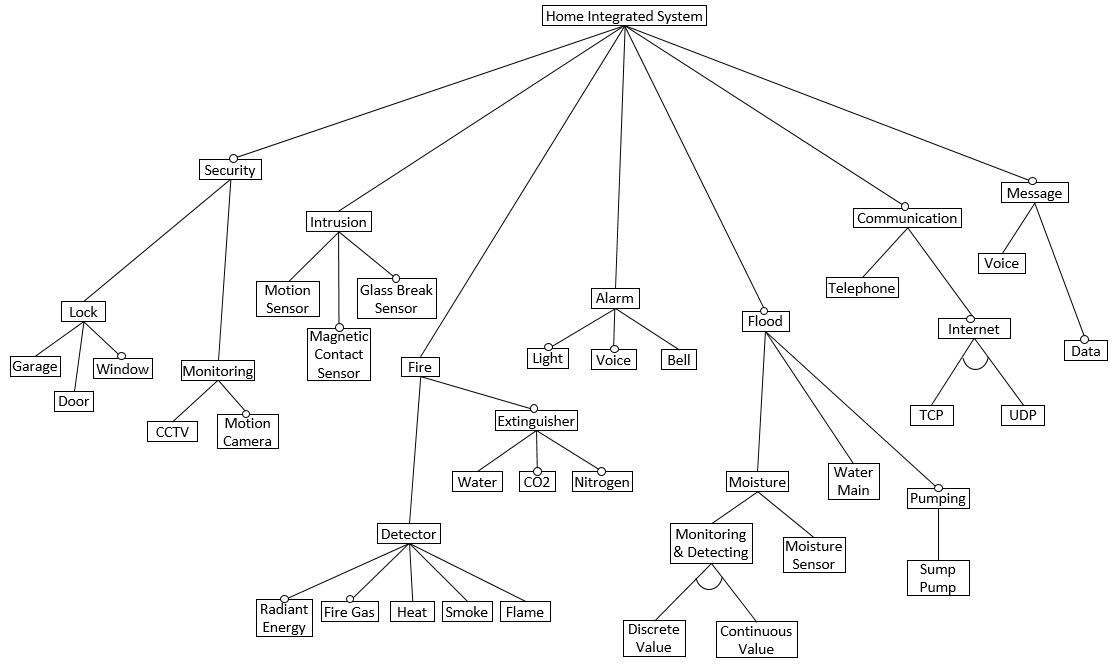 Home Integrated System
Security
Message
Communication
Intrusion
Voice
Telephone
Motion
Sensor
Glass Break
Sensor
Alarm
Lock
Flood
Internet
Magnetic
Contact
Sensor
Light
Voice
Bell
Data
Garage
Window
Monitoring
Fire
Door
TCP
UDP
CCTV
Motion
Camera
Extinguisher
Water
CO2
Nitrogen
Moisture
Water
Main
Pumping
Detector
Monitoring
& Detecting
Moisture
Sensor
Sump
Pump
Radiant
Energy
Fire Gas
Heat
Smoke
Flame
Discrete
Value
Continuous
Value